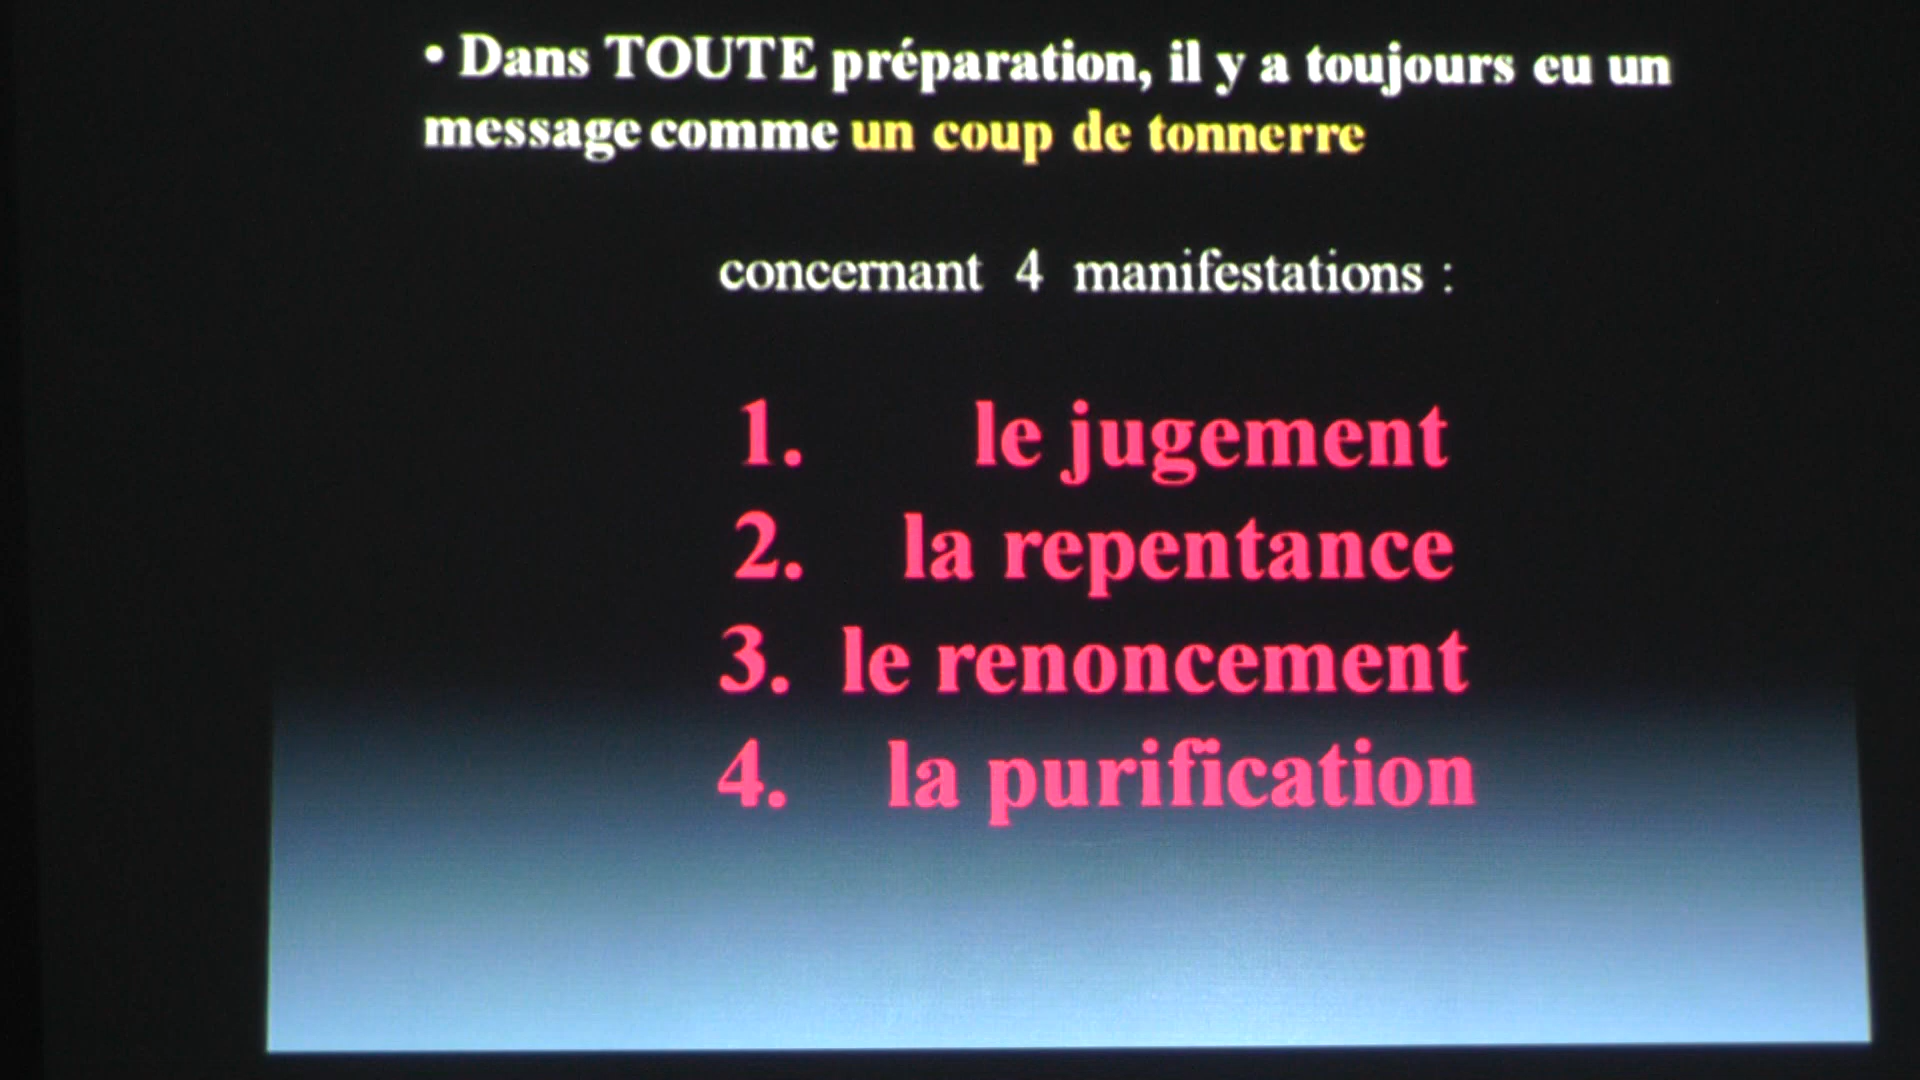 • Dans TOUTE préparation, il y a toujours eu un
message comme un coup de tonnerre
concernant 4 manifestations :
1. le jugement
2. la repentance
3. le renoncement
4. la purification